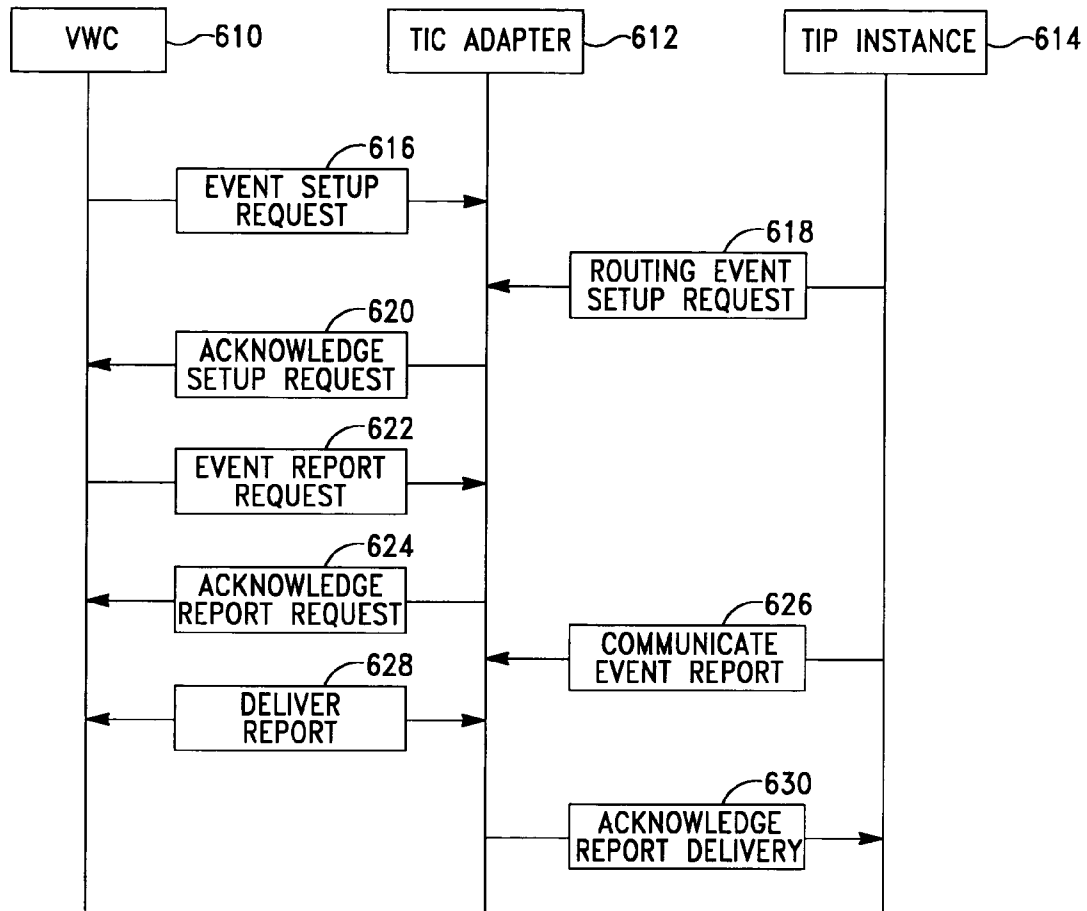 VWC 610
TIC ADAPTER 612
TIP INSTANCE 614
616
EVENT SETUP
REQUEST
618
ROUTING EVENT
SETUP REQUEST
620
ACKNOWLEDGE
SETUP REQUEST
622
EVENT REPORT
REQUEST
624
ACKNOWLEDGE
REPORT REQUEST
626
COMMUNICATE
EVENT REPORT
628
DELIVER
REPORT
630
ACKNOWLEDGE
REPORT DELIVERY